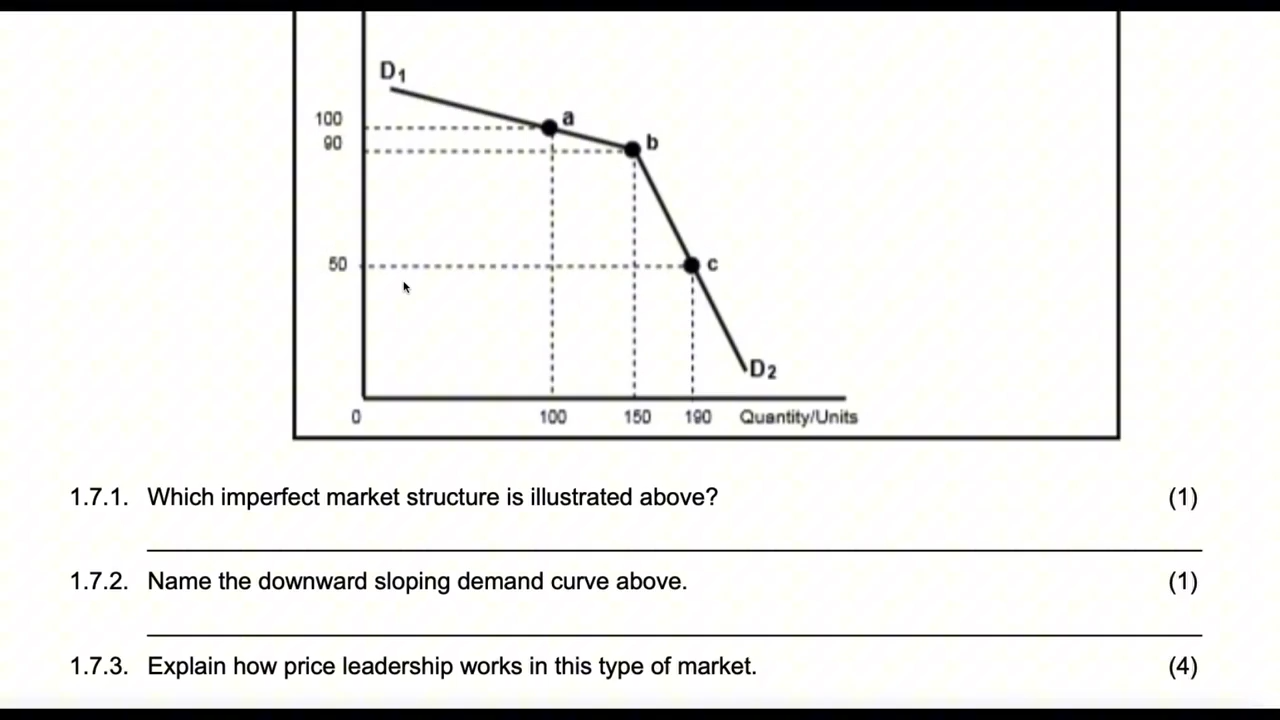 D1
100
a
90
b
50
c
D2
0
100
150
190
Quantity/Units
1.7.1. Which imperfect market structure is illustrated above? (1)
1.7.2. Name the downward sloping demand curve above. (1)
1.7.3. Explain how price leadership works in this type of market. (4)